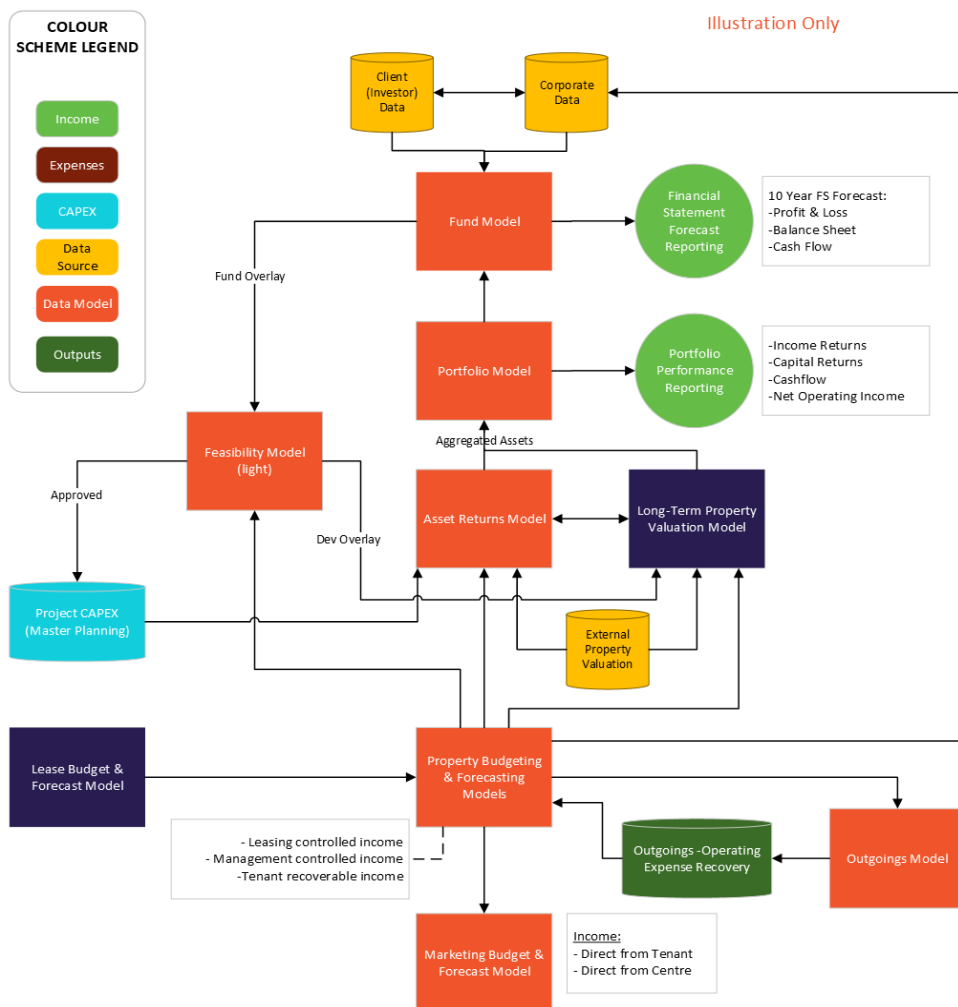 Illustration Only
COLOUR
SCHEME LEGEND
Income
Expenses
CAPEX
Data
Source
Data Model
Outputs
Client
(Investor)
Data
Corporate
Data
Fund Model
Financial
Statement
Forecast
Reporting
10 Year FS Forecast:
-Profit & Loss
-Balance Sheet
-Cash Flow
Fund Overlay
Portfolio Model
Portfolio
Performance
Reporting
-Income Returns
-Capital Returns
-Cashflow
-Net Operating Income
Aggregated Assets
Feasibility Model
(light)
Approved
Dev Overlay
Asset Returns Model
Long-Term Property
Valuation Model
Project CAPEX
(Master Planning)
External
Property
Valuation
Lease Budget &
Forecast Model
Property Budgeting
& Forecasting
Models
- Leasing controlled income
- Management controlled income
-Tenant recoverable income
Outgoings -Operating
Expense Recovery
Outgoings Model
Marketing Budget &
Forecast Model
Income:
- Direct from Tenant
- Direct from Centre